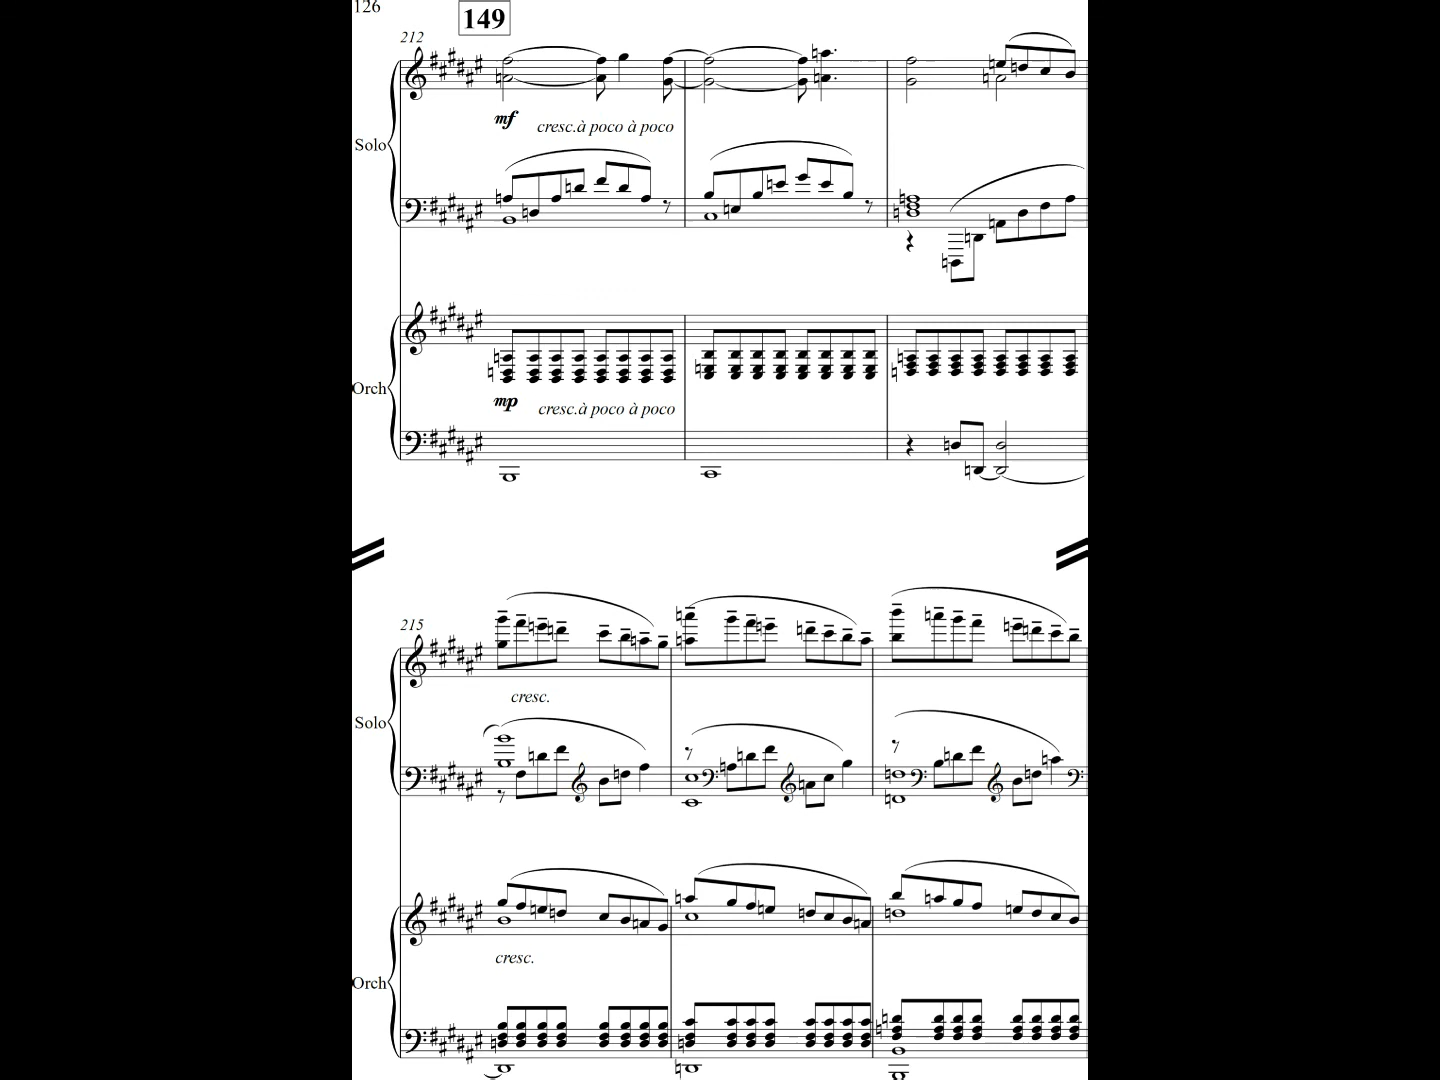 126
149
212
mf
cresc.à poco à poco
Solo
Orch
mp
cresc.à poco à poco
215
cresc.
Solo
cresc.
Orch